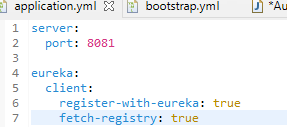 application.yml bootstrap.yml
1 server:
2   port: 8081
3
4 eureka:
5   client:
6     register-with-eureka: true
7     fetch-registry: true